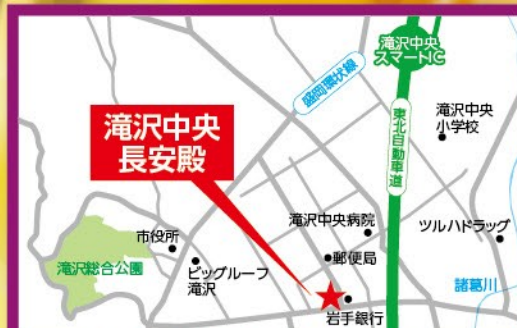 滝沢中央
スマートIC
盛岡環状線
滝沢中央
長安殿
東北自動車道
滝沢中央
小学校
市役所
滝沢中央病院
ツルハドラッグ
郵便局
ビッグルーフ
滝沢
滝沢総合公園
諸葛川
岩手銀行